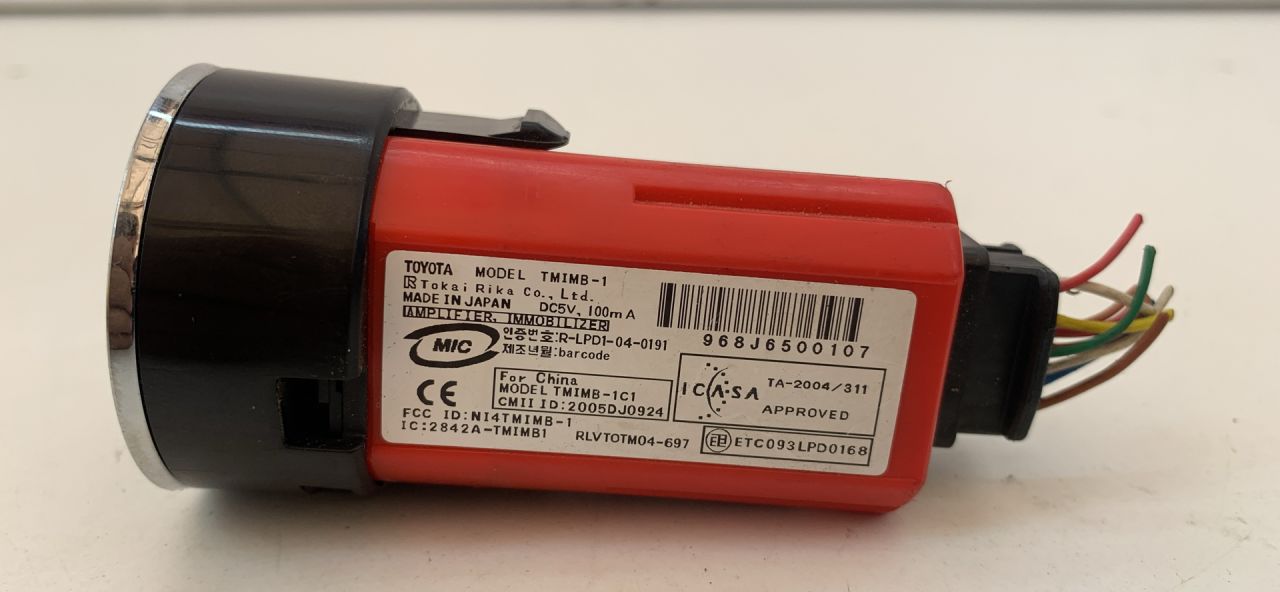 TOYOTA MODEL TMIMB-1
Tokai Rika Co., Ltd.
MADE IN JAPAN DC5V, 100mA
AMPLIFIER, IMMOBILIZER
968J6500107
MIC
인증번호:R-LPD1-04-0191
제조년월:barcode
CE
For China
MODEL TMIMB-1C1
CMII ID:2005DJ0924
ICASA
TA-2004/311
APPROVED
FCC ID:NI4TMIMB-1
IC:2842A-TMIMB1
RLVTOTM04-697
ETC093LPD0168